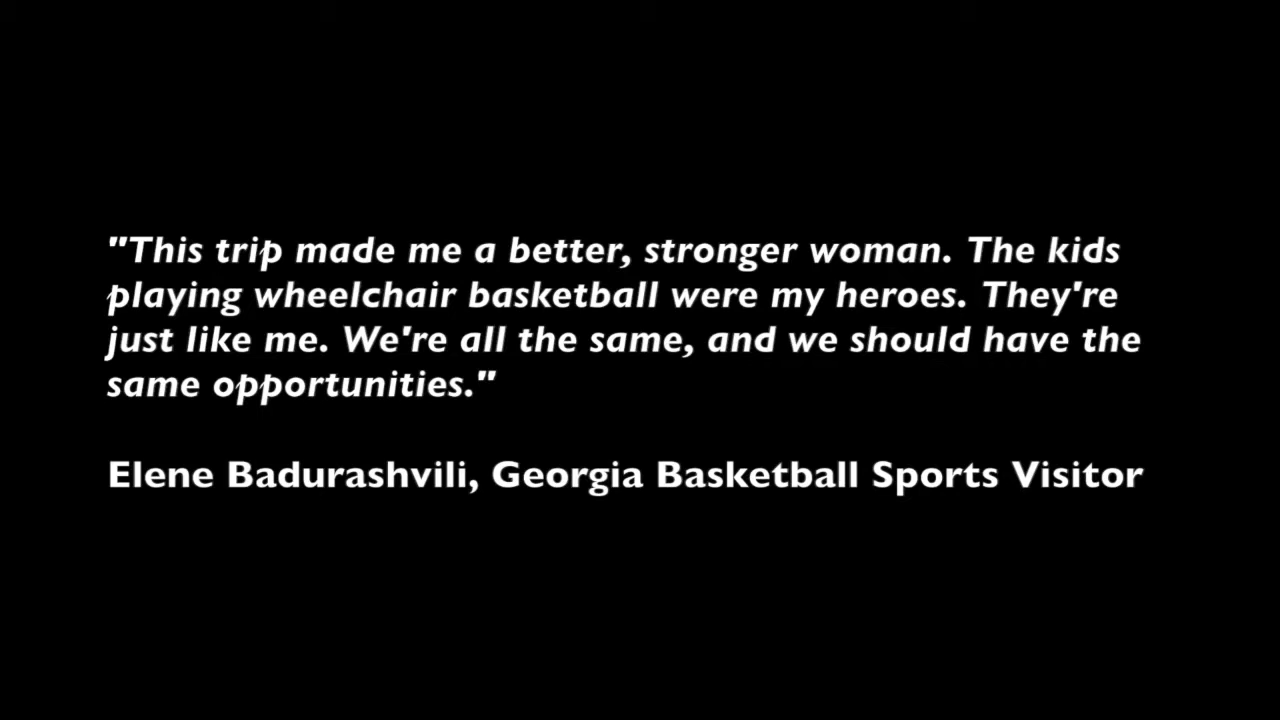 "This trip made me a better, stronger woman. The kids
playing wheelchair basketball were my heroes. They're
just like me. We're all the same, and we should have the
same opportunities."
Elene Badurashvili, Georgia Basketball Sports Visitor